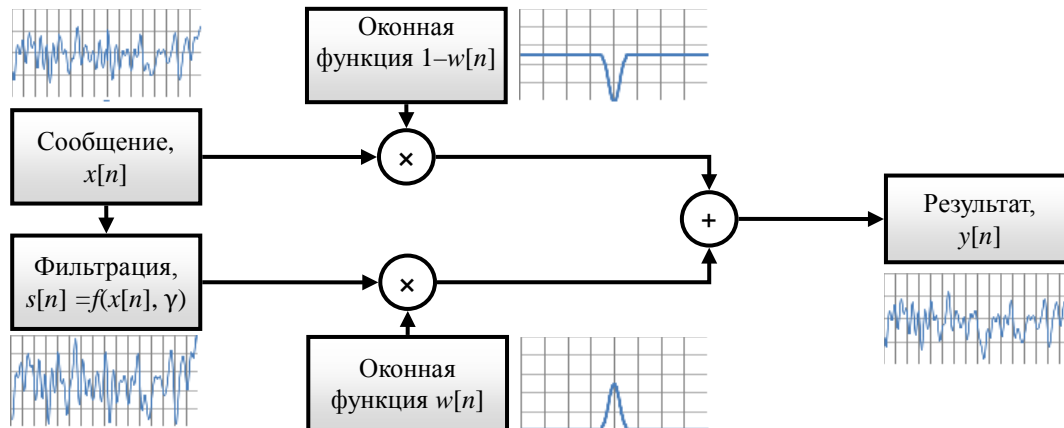 Оконная
функция 1–w[n]
Сообщение,
x[n]
×
+
Результат,
y[n]
Фильтрация,
s[n] =f(x[n], γ)
×
Оконная
функция w[n]